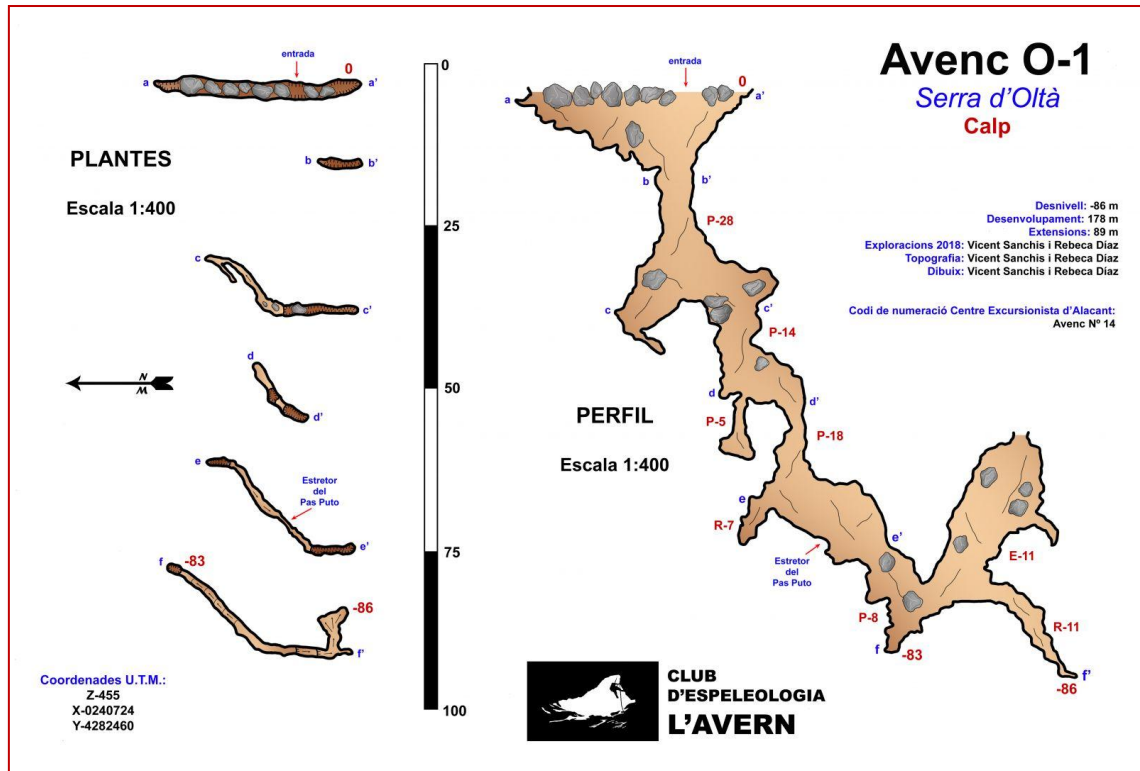 Avenc O-1
Serra d'Oltà
Calp
Desnivell: -86 m
Desenvolupament: 178 m
Extensions: 89 m
Exploracions 2018: Vicent Sanchis i Rebeca Díaz
Topografia: Vicent Sanchis i Rebeca Díaz
Dibuix: Vicent Sanchis i Rebeca Díaz
Codi de numeració Centre Excursionista d'Alacant:
Avenc Nº 14
PLANTES
Escala 1:400
entrada
0
a
a'
b
b'
c
c'
N
M
d
d'
e
Estretor
del
Pas Puto
e'
f
-83
-86
f'
Coordenades U.T.M.:
Z-455
X-0240724
Y-4282460
0
25
50
75
100
PERFIL
Escala 1:400
entrada
0
a
a'
b
b'
P-28
c
c'
P-14
d
d'
P-5
P-18
e
R-7
e'
Estretor
del
Pas Puto
E-11
P-8
R-11
f
-83
f'
-86
CLUB
D'ESPELEOLOGIA
L'AVERN